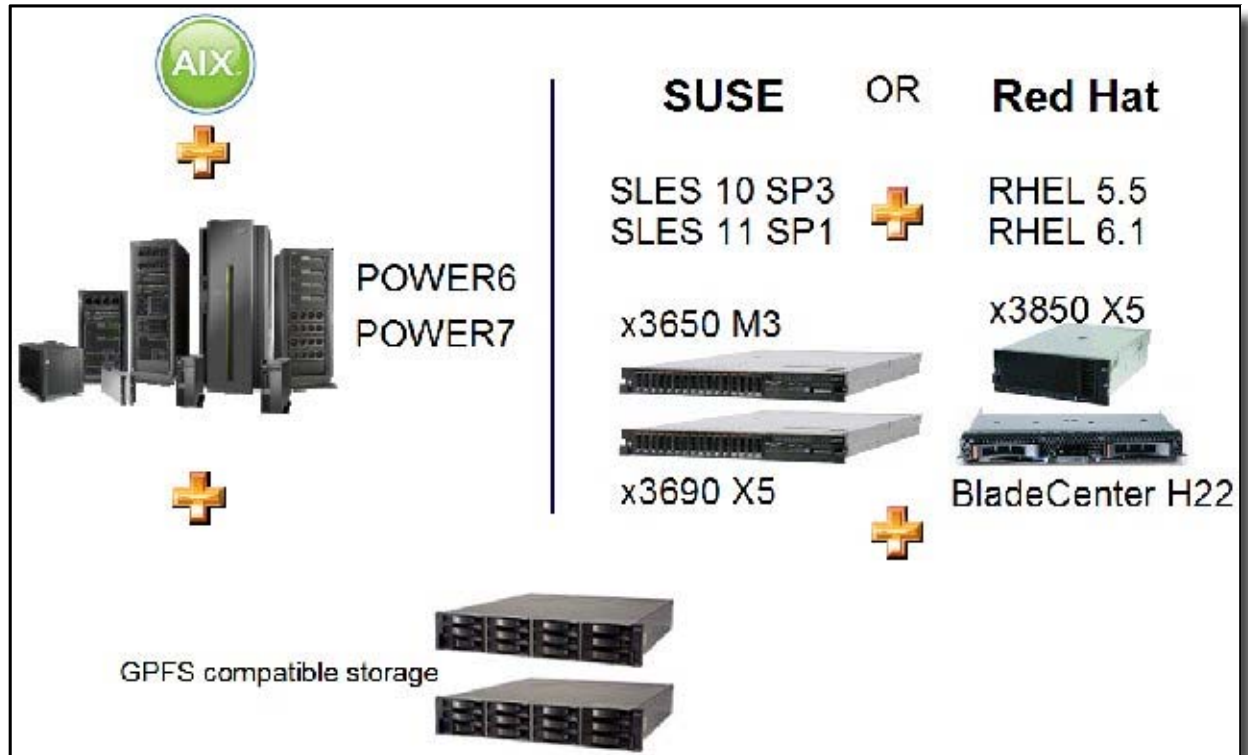 AIX
POWER6
POWER7
SUSE OR Red Hat
SLES 10 SP3
SLES 11 SP1
RHEL 5.5
RHEL 6.1
x3650 M3
x3850 X5
x3690 X5
BladeCenter H22
GPFS compatible storage